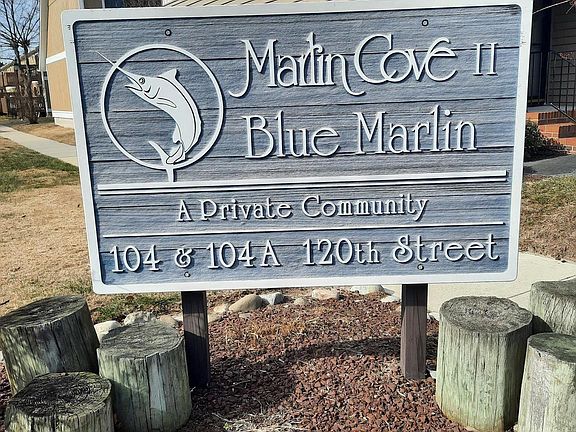 Marlin Cove II
Blue Marlin
A Private Community
104 & 104A 120th Street